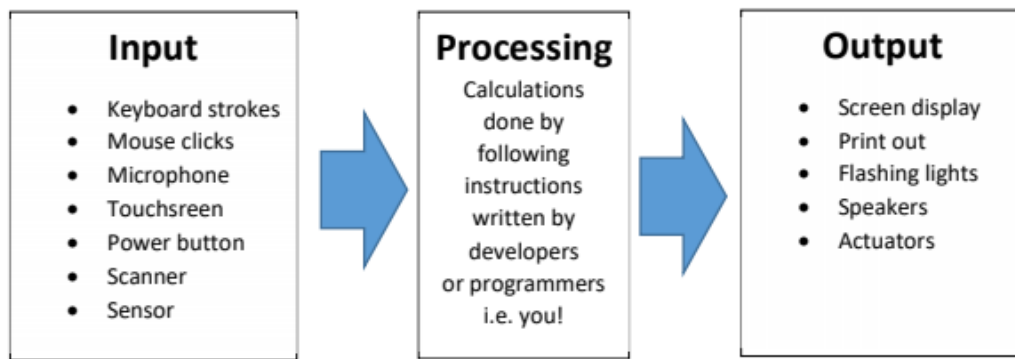 Input
• Keyboard strokes
• Mouse clicks
• Microphone
• Touchsreen
• Power button
• Scanner
• Sensor
Processing
Calculations
done by
following
instructions
written by
developers
or programmers
i.e. you!
Output
• Screen display
• Print out
• Flashing lights
• Speakers
• Actuators